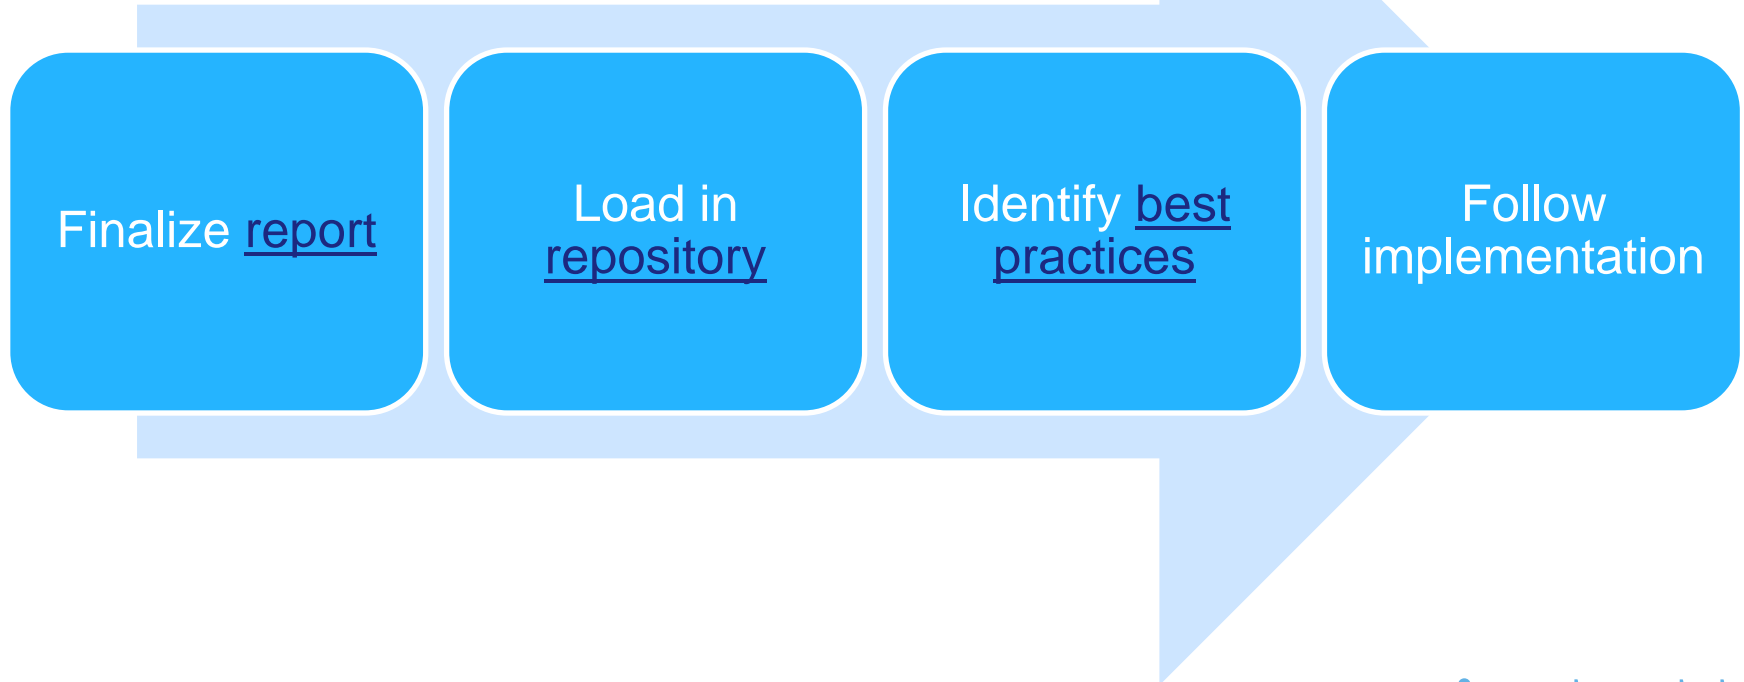 Finalize report
Load in
repository
Identify best
practices
Follow
implementation